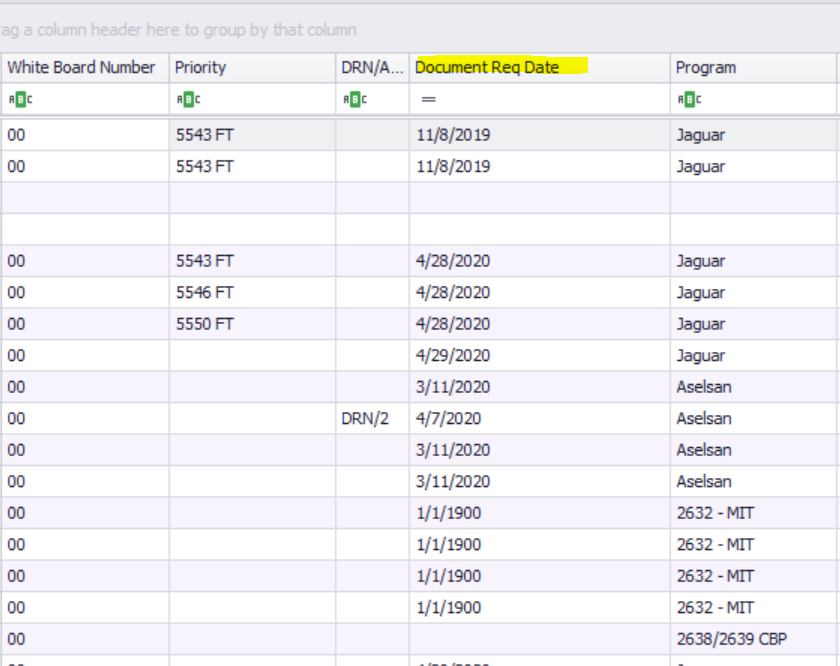 ag a column header here to group by that column
White Board Number Priority DRN/A... Document Req Date Program
ABC ABC ABC = ABC
00 5543 FT 11/8/2019 Jaguar
00 5543 FT 11/8/2019 Jaguar
00 5543 FT 4/28/2020 Jaguar
00 5546 FT 4/28/2020 Jaguar
00 5550 FT 4/28/2020 Jaguar
00 4/29/2020 Jaguar
00 3/11/2020 Aselsan
00 DRN/2 4/7/2020 Aselsan
00 3/11/2020 Aselsan
00 3/11/2020 Aselsan
00 1/1/1900 2632 - MIT
00 1/1/1900 2632 - MIT
00 1/1/1900 2632 - MIT
00 1/1/1900 2632 - MIT
00 2638/2639 CBP